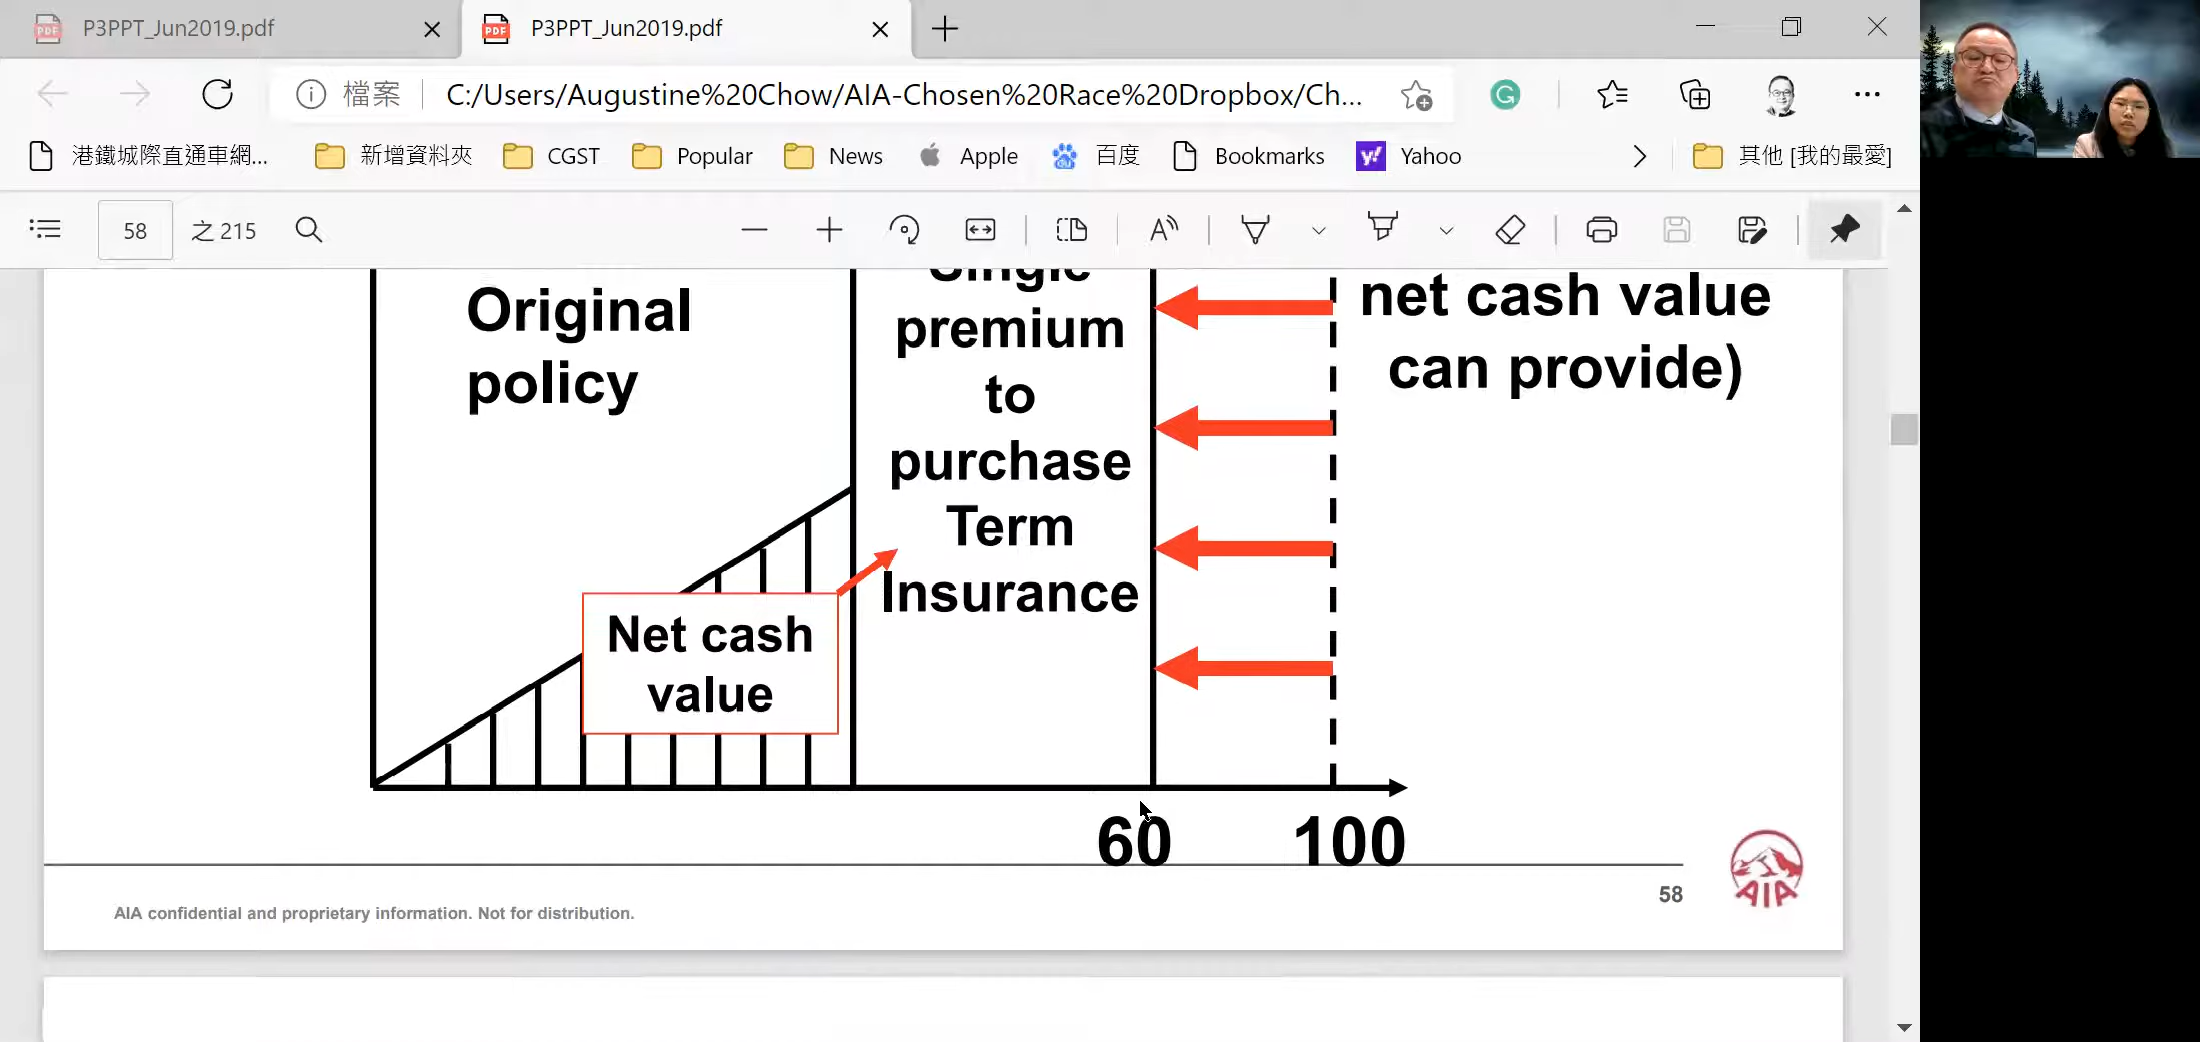 P3PPT_Jun2019.pdf
P3PPT_Jun2019.pdf
檔案
C:/Users/Augustine%20Chow/AIA-Chosen%20Race%20Dropbox/Ch...
港鐵城際直通車網...
新增資料夾
CGST
Popular
News
Apple
百度
Bookmarks
Yahoo
其他 [我的最愛]
58
之 215
Original
policy
Single
premium
to
purchase
Term
Insurance
net cash value
can provide)
Net cash
value
60
100
58
AIA confidential and proprietary information. Not for distribution.
AIA